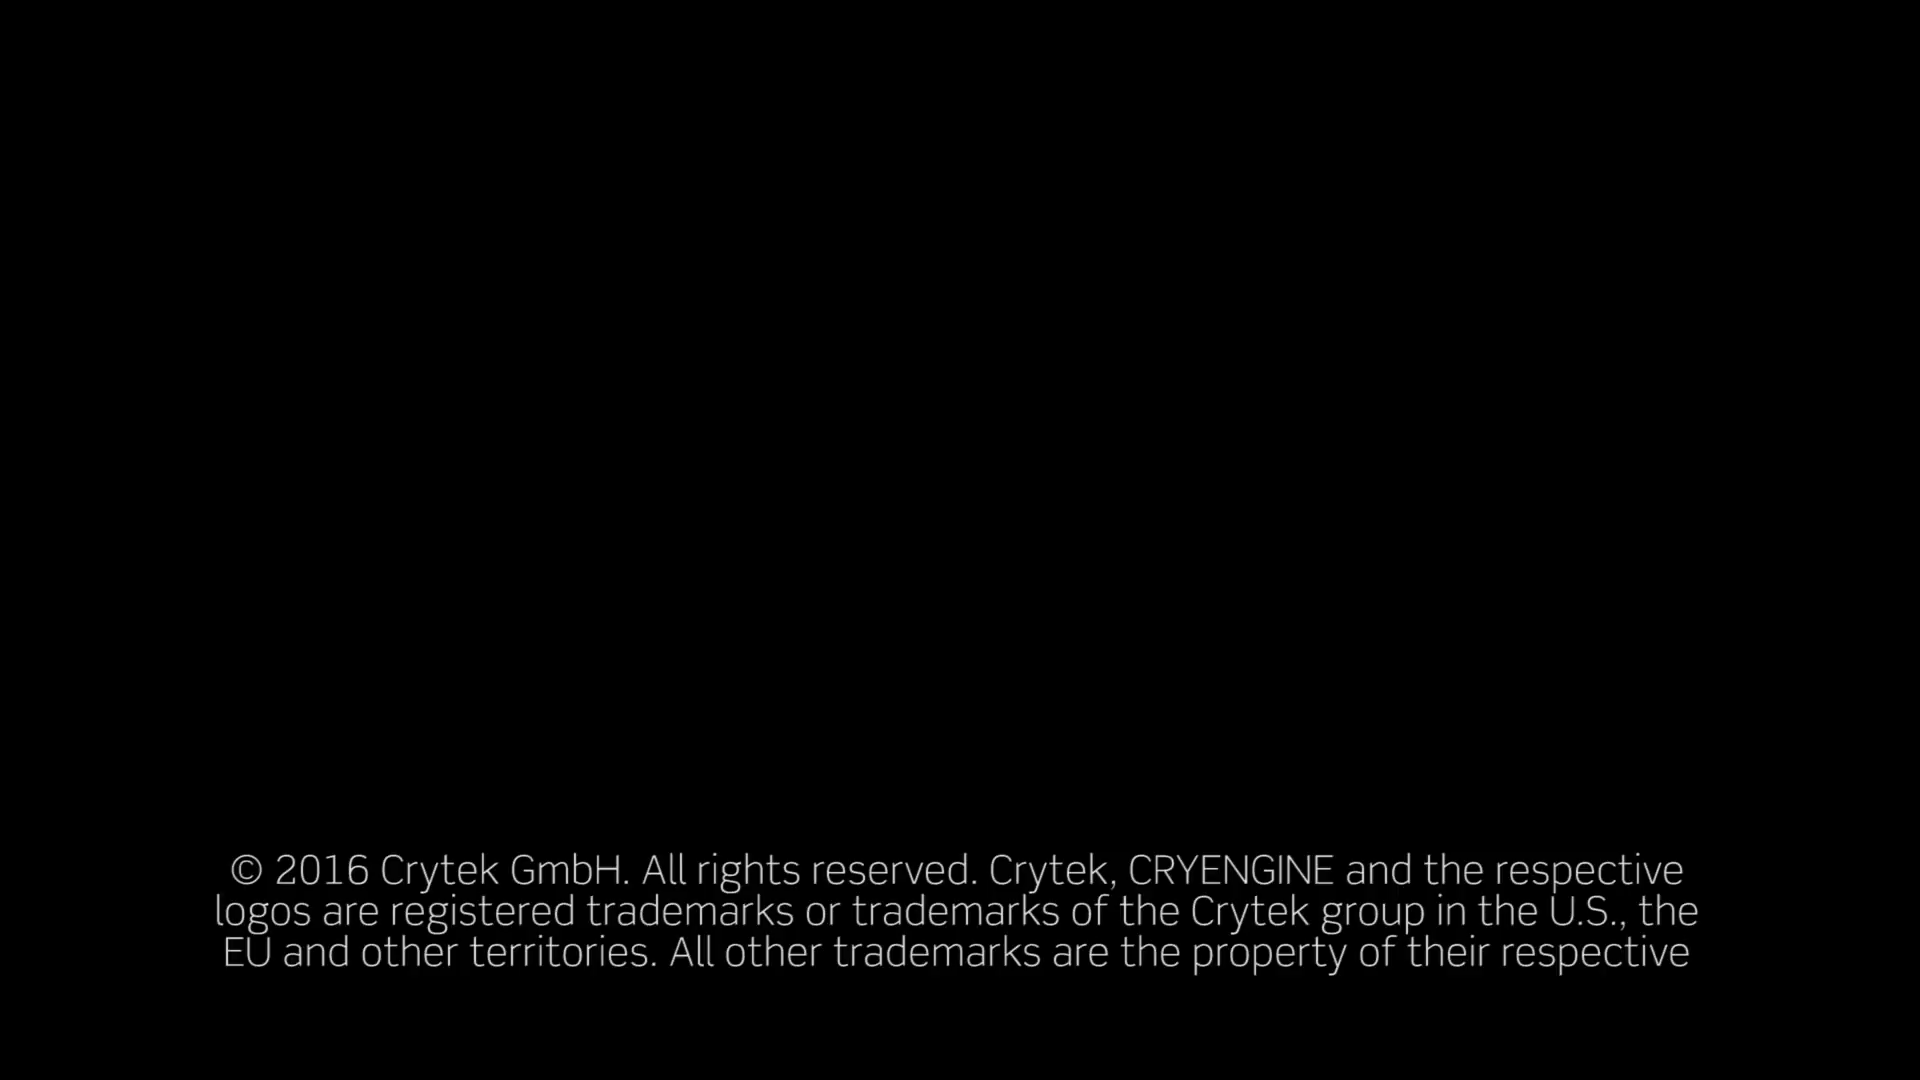 © 2016 Crytek GmbH. All rights reserved. Crytek, CRYENGINE and the respective
logos are registered trademarks or trademarks of the Crytek group in the U.S., the
EU and other territories. All other trademarks are the property of their respective